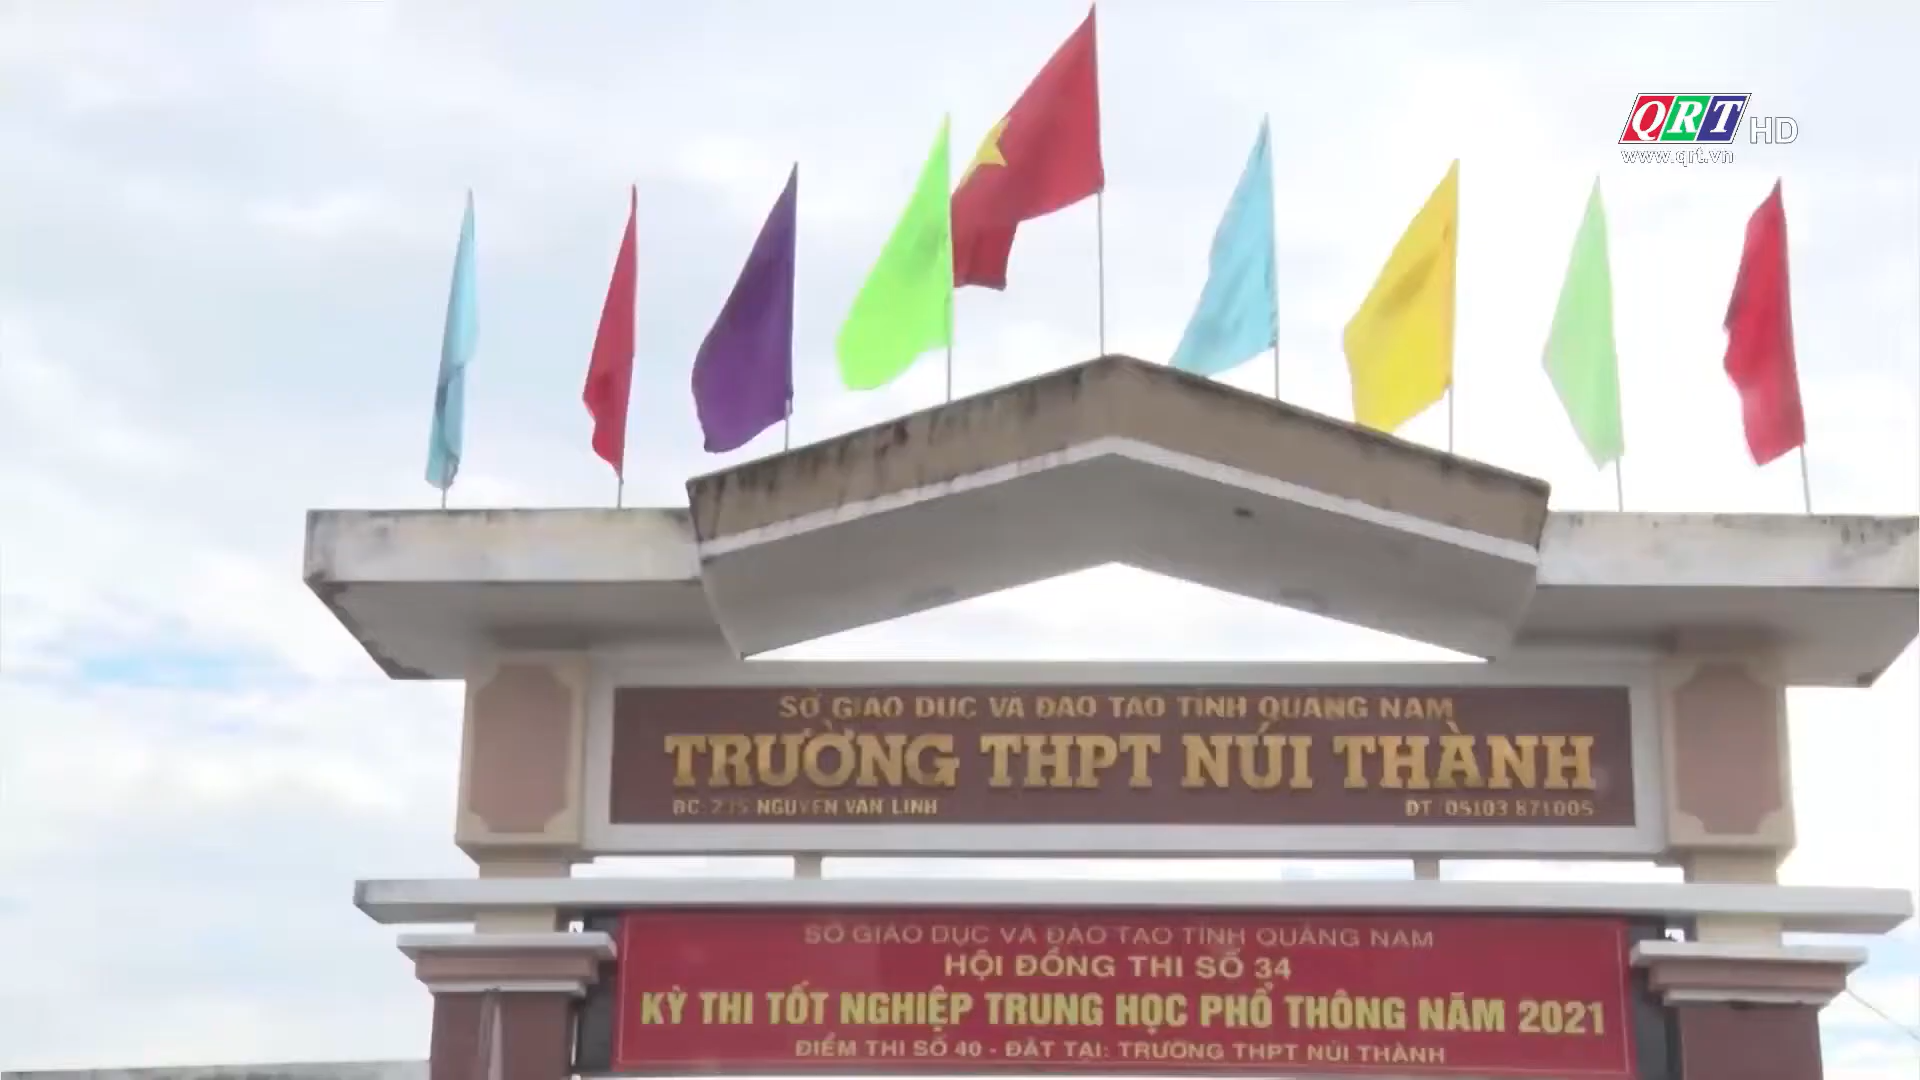 QRT HD
www.qrt.vn
SỞ GIÁO DỤC VÀ ĐÀO TẠO TỈNH QUẢNG NAM
TRƯỜNG THPT NÚI THÀNH
ĐC: 235 NGUYỄN VĂN LINH
ĐT: 05103 871005
SỞ GIÁO DỤC VÀ ĐÀO TẠO TỈNH QUẢNG NAM
HỘI ĐỒNG THI SỐ 34
KỲ THI TỐT NGHIỆP TRUNG HỌC PHỔ THÔNG NĂM 2021
ĐIỂM THI SỐ 40 - ĐẶT TẠI: TRƯỜNG THPT NÚI THÀNH